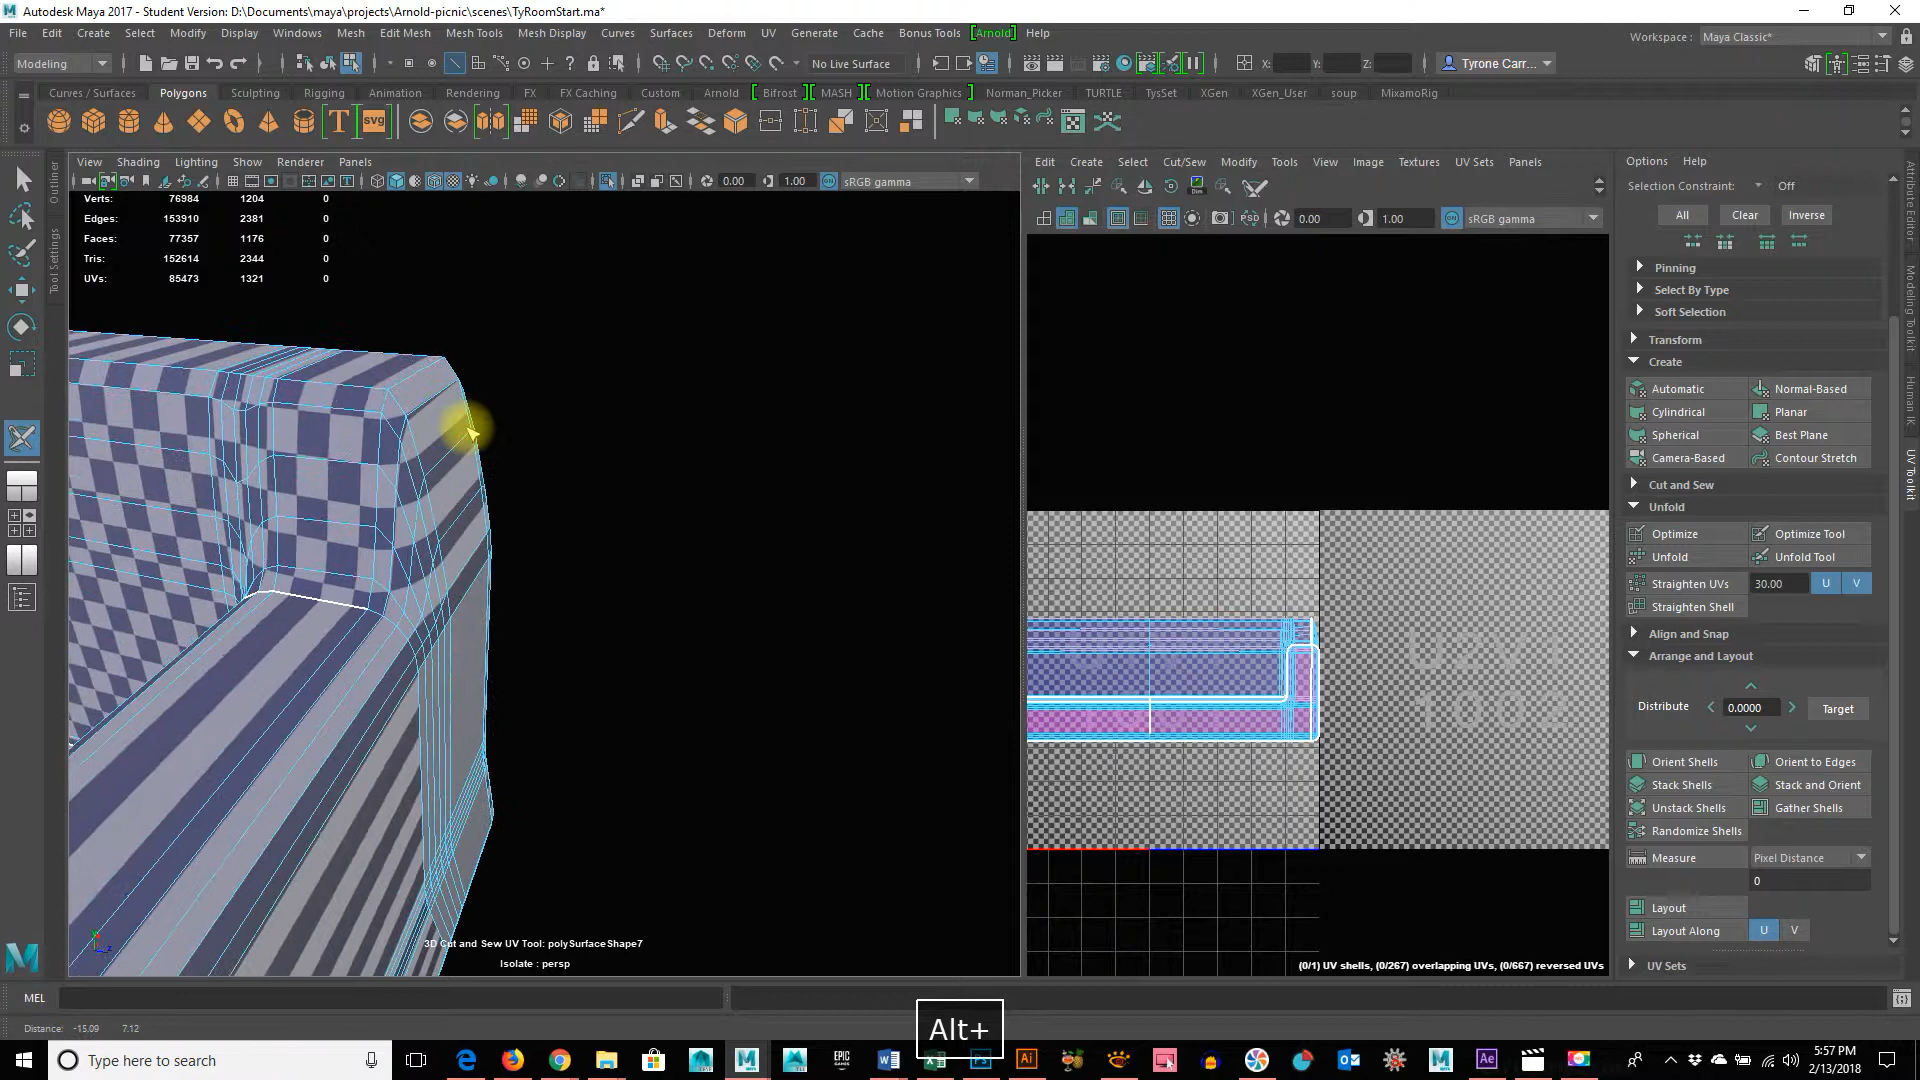 Autodesk Maya 2017 - Student Version: D:\Documents\maya\projects\Arnold-picnic\scenes\TyRoomStart.ma*
File Edit Create Select Modify Display Windows Mesh Edit Mesh Mesh Tools Mesh Display Curves Surfaces Deform UV Generate Cache Bonus Tools [Arnold] Help
Workspace : Maya Classic*
Modeling No Live Surface X: Y: Z: Tyrone Carr...
Curves / Surfaces Polygons Sculpting Rigging Animation Rendering FX FX Caching Custom Arnold Bifrost MASH Motion Graphics Norman_Picker TURTLE TysSet XGen XGen_User soup MixamoRig
T svg
View Shading Lighting Show Renderer Panels
0.00 1.00 sRGB gamma
Verts: 76984 1204 0
Edges: 153910 2381 0
Faces: 77357 1176 0
Tris: 152614 2344 0
UVs: 85473 1321 0
3D Cut and Sew UV Tool: polySurfaceShape7
Isolate : persp
Outliner
Tool Settings
Edit Create Select Cut/Sew Modify Tools View Image Textures UV Sets Panels
0.00 1.00 sRGB gamma
(0/1) UV shells, (0/267) overlapping UVs, (0/667) reversed UVs
Options Help
Selection Constraint: Off
All Clear Inverse
Pinning
Select By Type
Soft Selection
Transform
Create
Automatic Normal-Based
Cylindrical Planar
Spherical Best Plane
Camera-Based Contour Stretch
Cut and Sew
Unfold
Optimize Optimize Tool
Unfold Unfold Tool
Straighten UVs 30.00 U V
Straighten Shell
Align and Snap
Arrange and Layout
Distribute 0.0000 Target
Orient Shells Orient to Edges
Stack Shells Stack and Orient
Unstack Shells Gather Shells
Randomize Shells
Measure Pixel Distance
0
Layout
Layout Along U V
UV Sets
Attribute Editor
Modeling Toolkit
Human IK
UV Toolkit
MEL
Distance: -15.09 7.12
Alt+
Type here to search
5:57 PM
2/13/2018